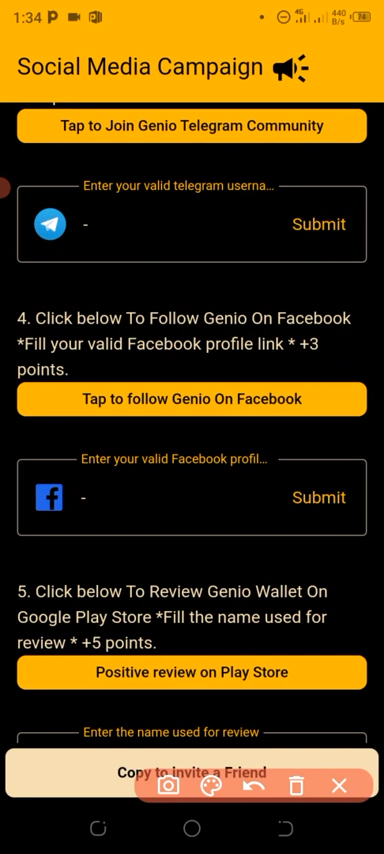 1:34
4G
440
B/s
Social Media Campaign
Tap to Join Genio Telegram Community
Enter your valid telegram userna...
-
Submit
4. Click below To Follow Genio On Facebook
*Fill your valid Facebook profile link * +3
points.
Tap to follow Genio On Facebook
Enter your valid Facebook profil...
-
Submit
5. Click below To Review Genio Wallet On
Google Play Store *Fill the name used for
review * +5 points.
Positive review on Play Store
Enter the name used for review
Copy to invite a Friend